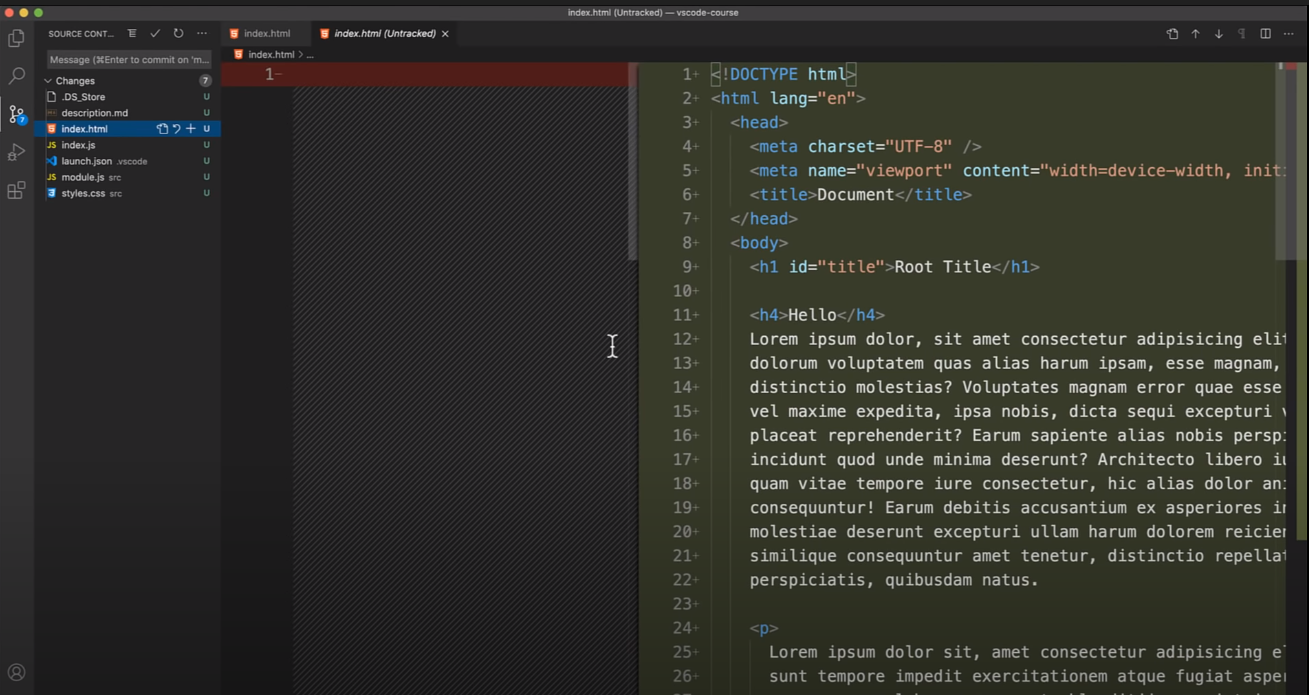 index.html (Untracked) — vscode-course
SOURCE CONT...
index.html
index.html (Untracked)
Message (⌘Enter to commit on 'm...
index.html > ...
Changes 7
.DS_Store U
description.md U
index.html U
JS index.js U
launch.json .vscode U
JS module.js src U
styles.css src U
7
1-
1+ <!DOCTYPE html>
2+ <html lang="en">
3+ <head>
4+ <meta charset="UTF-8" />
5+ <meta name="viewport" content="width=device-width, init
6+ <title>Document</title>
7+ </head>
8+ <body>
9+ <h1 id="title">Root Title</h1>
10+
11+ <h4>Hello</h4>
12+ Lorem ipsum dolor, sit amet consectetur adipisicing elit
13+ dolorum voluptatem quas alias harum ipsam, esse magnam,
14+ distinctio molestias? Voluptates magnam error quae esse
15+ vel maxime expedita, ipsa nobis, dicta sequi excepturi
16+ placeat reprehenderit? Earum sapiente alias nobis persp
17+ incidunt quod unde minima deserunt? Architecto libero
18+ quam vitae tempore iure consectetur, hic alias dolor
19+ consequuntur! Earum debitis accusantium ex asperiores
20+ molestiae deserunt excepturi ullam harum dolorem reicien
21+ similique consequuntur amet tenetur, distinctio repellat
22+ perspiciatis, quibusdam natus.
23+
24+ <p>
25+ Lorem ipsum dolor sit, amet consectetur adipisicing
26+ sunt tempore impedit exercitationem atque fugiat asper